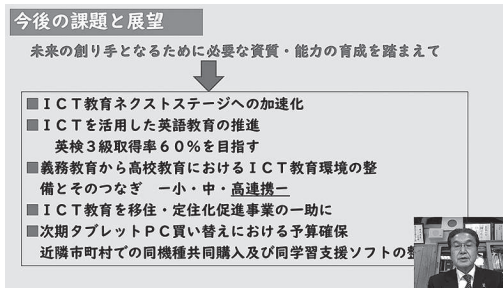 今後の課題と展望
未来の創り手となるために必要な資質・能力の育成を踏まえて
■ＩＣＴ教育ネクストステージへの加速化
■ＩＣＴを活用した英語教育の推進
英検３級取得率６０％を目指す
■義務教育から高校教育におけるＩＣＴ教育環境の整
備とそのつなぎ　ー小・中・高連携ー
■ＩＣＴ教育を移住・定住化促進事業の一助に
■次期タブレットＰＣ買い替えにおける予算確保
近隣市町村での同機種共同購入及び同学習支援ソフトの整